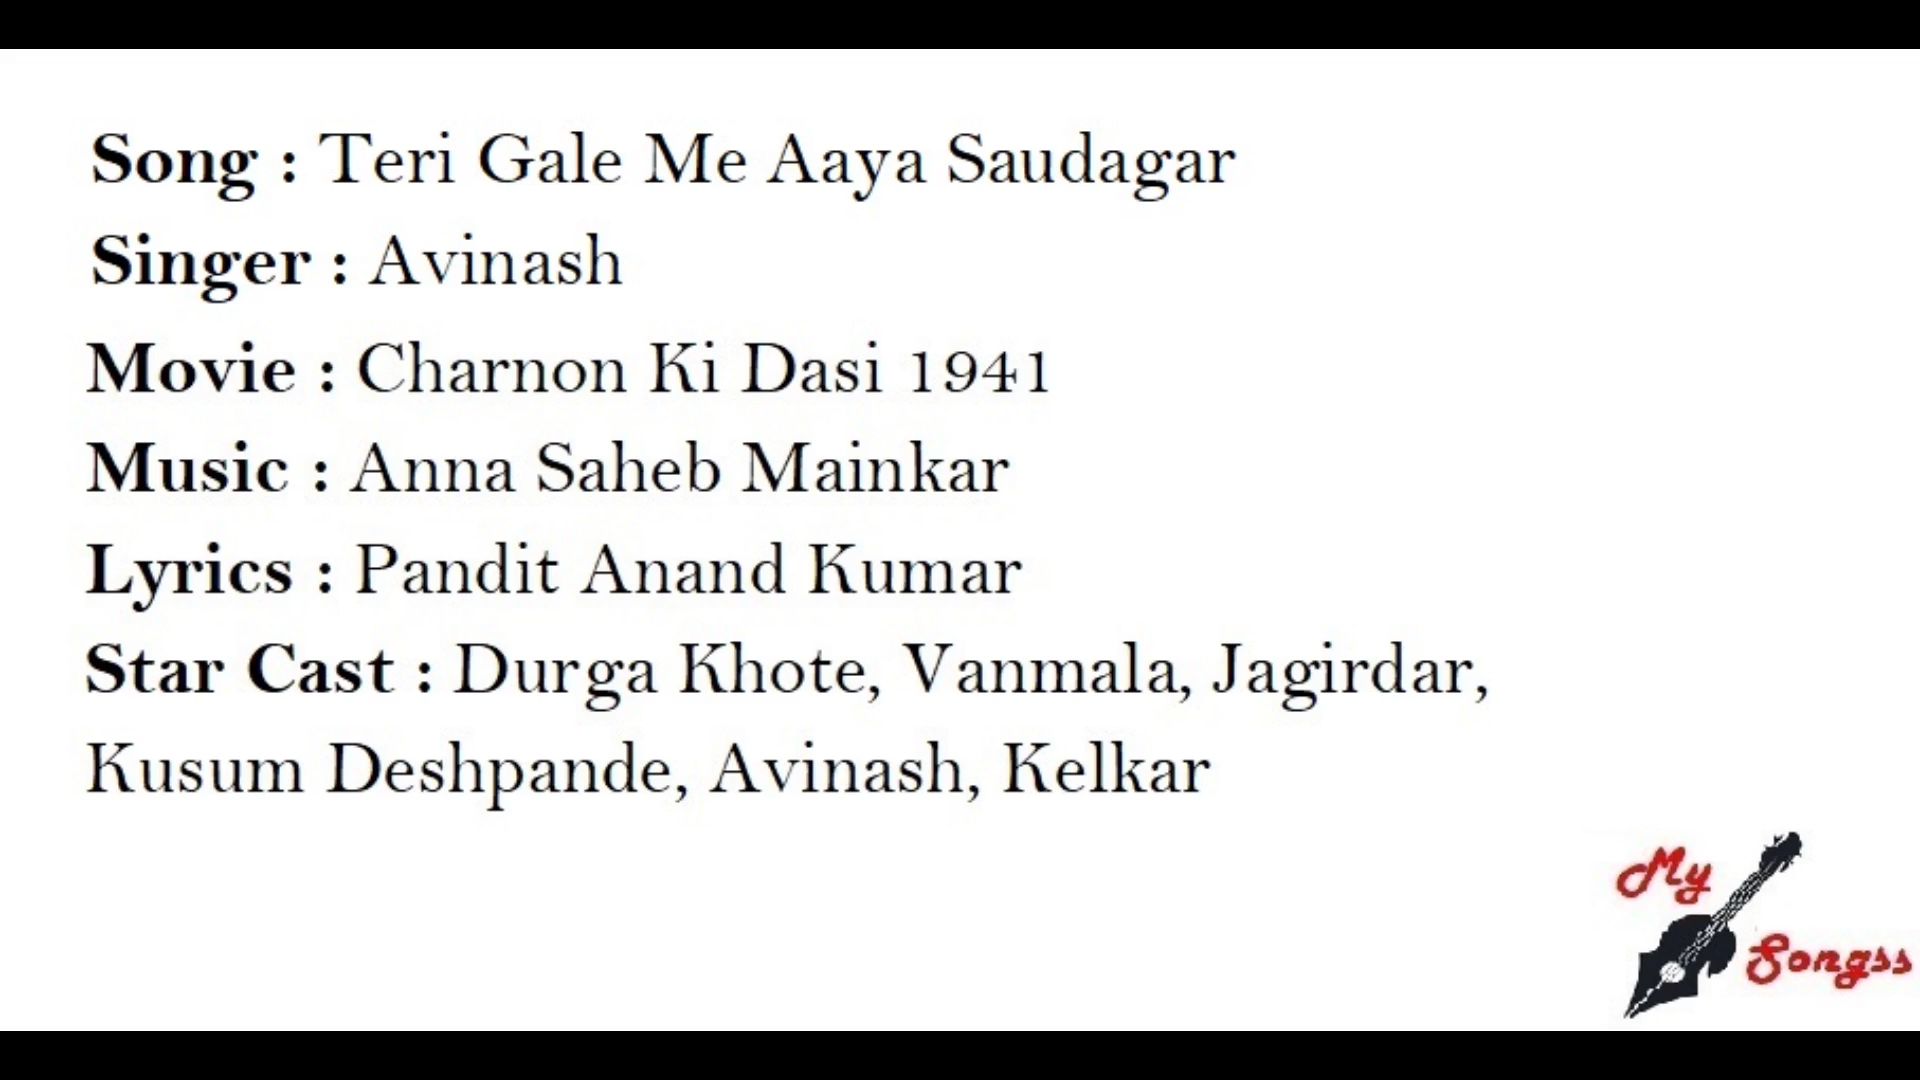 Song : Teri Gale Me Aaya Saudagar
Singer : Avinash
Movie : Charnon Ki Dasi 1941
Music : Anna Saheb Mainkar
Lyrics : Pandit Anand Kumar
Star Cast : Durga Khote, Vanmala, Jagirdar,
Kusum Deshpande, Avinash, Kelkar
My
Songss